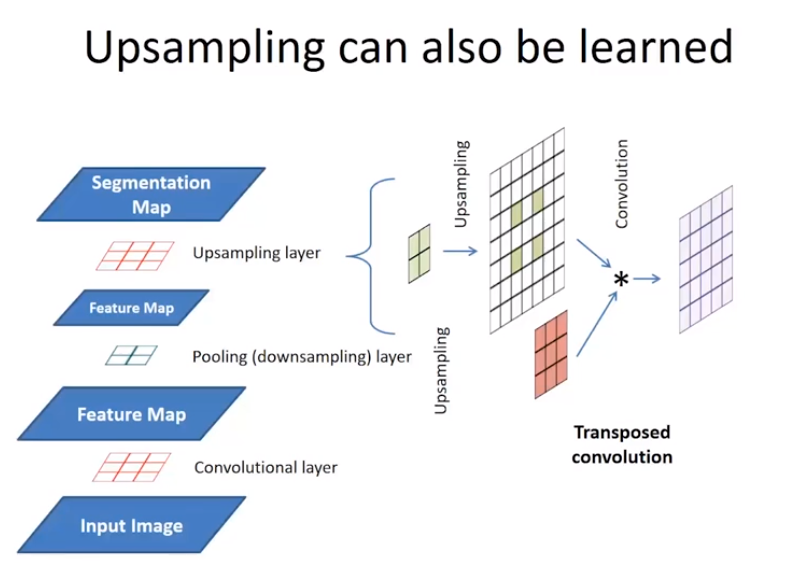 Upsampling can also be learned
Segmentation
Map
Upsampling layer
Feature Map
Pooling (downsampling) layer
Feature Map
Convolutional layer
Input Image
Upsampling
Convolution
*
Upsampling
Transposed
convolution